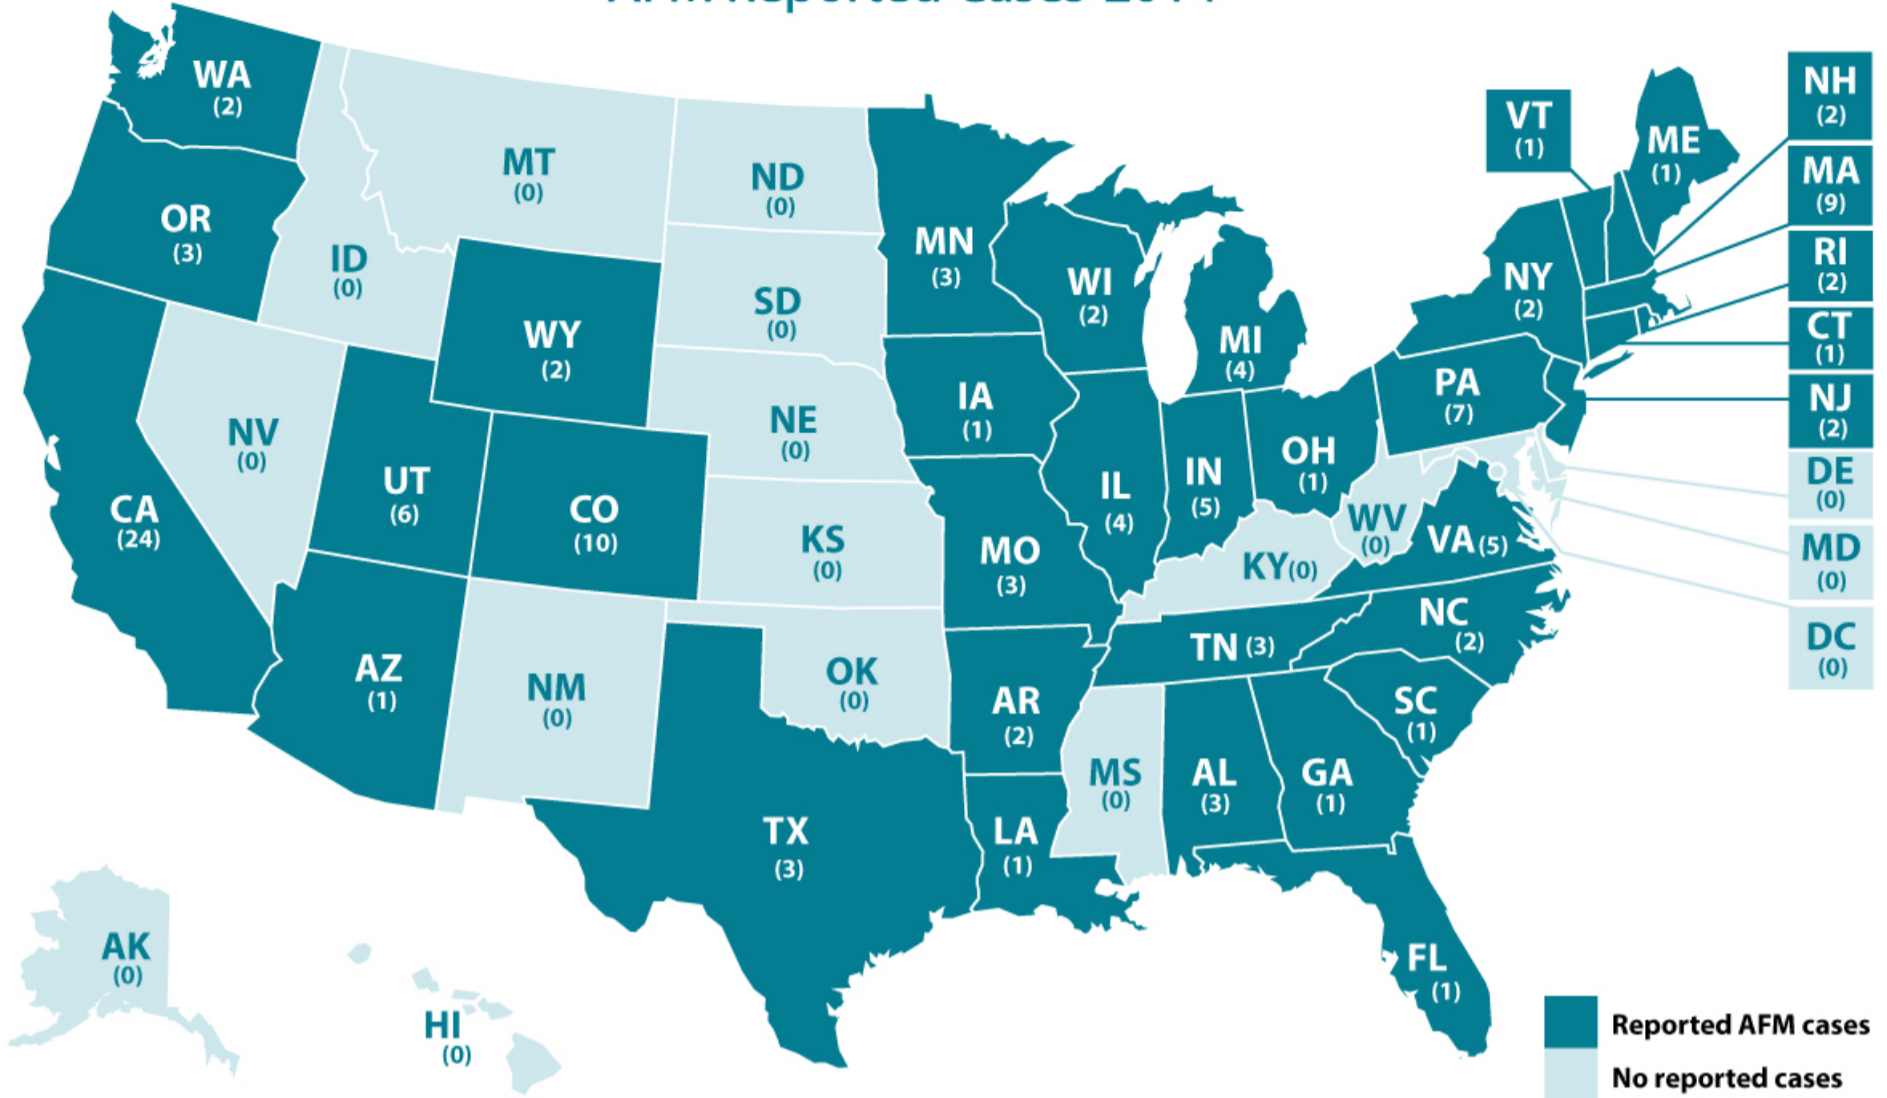 AFM Reported Cases 2014
WA
(2)
OR
(3)
CA
(24)
NV
(0)
ID
(0)
MT
(0)
WY
(2)
UT
(6)
CO
(10)
AZ
(1)
NM
(0)
ND
(0)
SD
(0)
NE
(0)
KS
(0)
OK
(0)
TX
(3)
MN
(3)
IA
(1)
MO
(3)
AR
(2)
LA
(1)
WI
(2)
IL
(4)
MI
(4)
IN
(5)
OH
(1)
KY(0)
TN (3)
MS
(0)
AL
(3)
GA
(1)
FL
(1)
SC
(1)
NC
(2)
VA(5)
WV
(0)
PA
(7)
NY
(2)
VT
(1)
ME
(1)
NH
(2)
MA
(9)
RI
(2)
CT
(1)
NJ
(2)
DE
(0)
MD
(0)
DC
(0)
AK
(0)
HI
(0)
Reported AFM cases
No reported cases